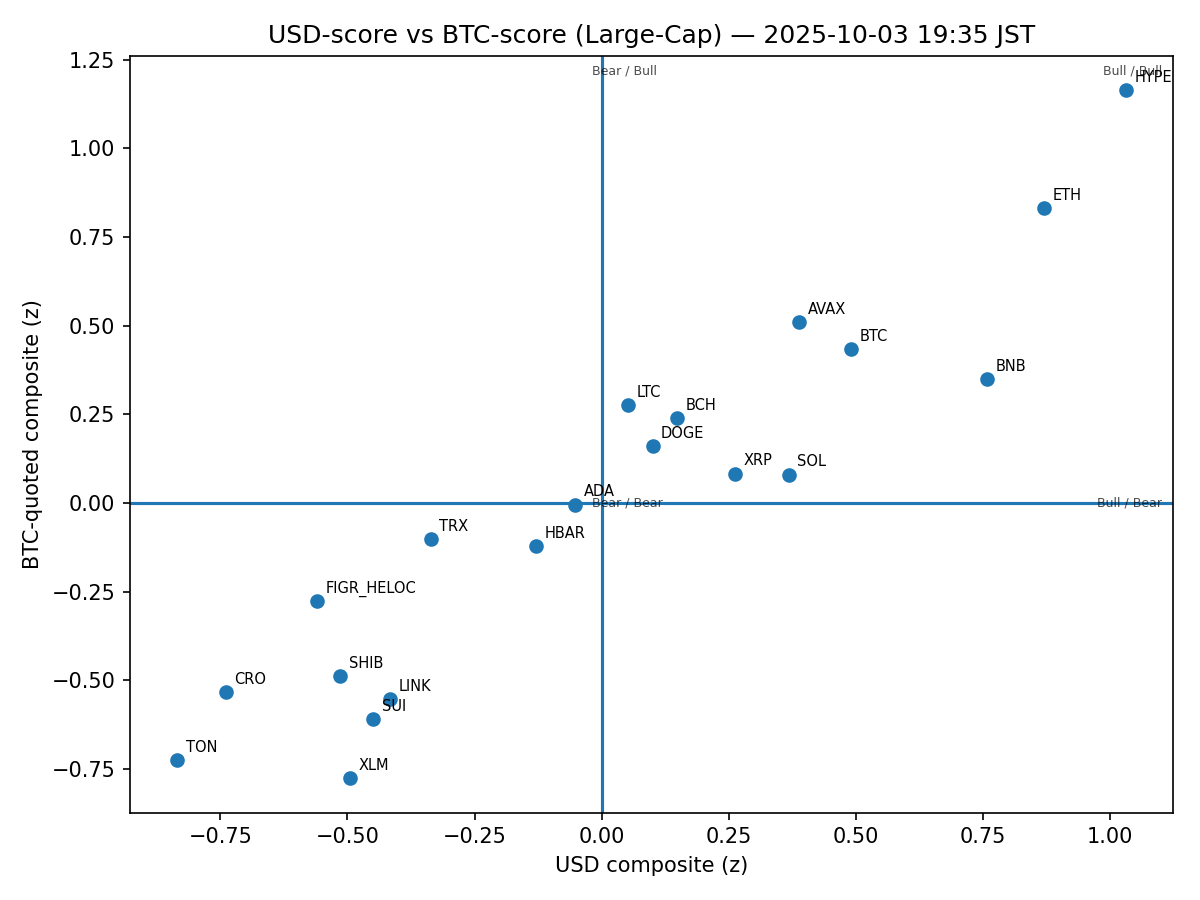 USD-score vs BTC-score (Large-Cap) — 2025-10-03 19:35 JST
1.25
1.00
0.75
0.50
0.25
0.00
−0.25
−0.50
−0.75
BTC-quoted composite (z)
Bear / Bull
Bull / Bull
HYPE
ETH
AVAX
BTC
BNB
LTC
BCH
DOGE
XRP
SOL
ADA
Bear / Bear
Bull / Bear
TRX
HBAR
FIGR_HELOC
SHIB
CRO
LINK
SUI
TON
XLM
−0.75
−0.50
−0.25
0.00
0.25
0.50
0.75
1.00
USD composite (z)